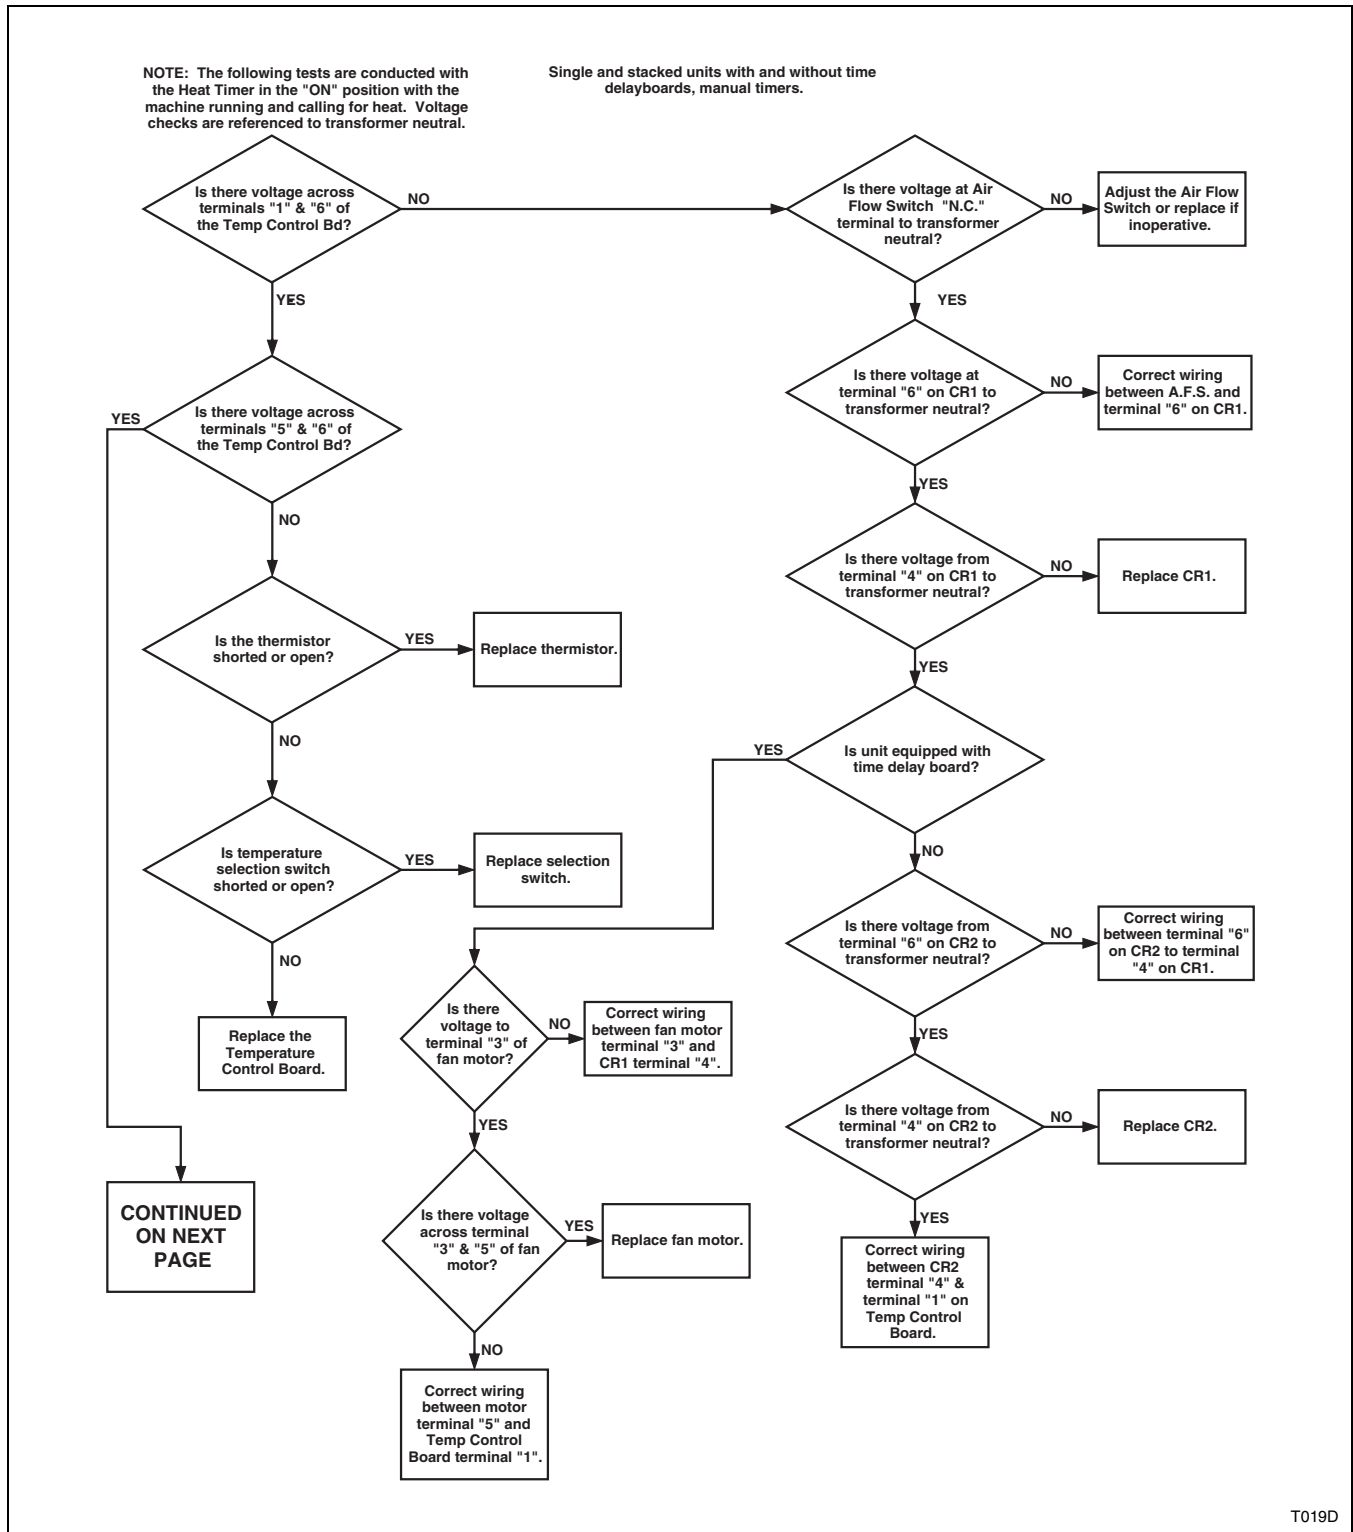 NOTE: The following tests are conducted with
the Heat Timer in the "ON" position with the
machine running and calling for heat. Voltage
checks are referenced to transformer neutral.
Single and stacked units with and without time
delayboards, manual timers.
Is there voltage across
terminals "1" & "6" of
the Temp Control Bd?
NO
Is there voltage at Air
Flow Switch "N.C."
terminal to transformer
neutral?
NO
Adjust the Air Flow
Switch or replace if
inoperative.
YES
YES
Is there voltage at
terminal "6" on CR1 to
transformer neutral?
NO
Correct wiring
between A.F.S. and
terminal "6" on CR1.
YES
Is there voltage across
terminals "5" & "6" of
the Temp Control Bd?
YES
NO
Is there voltage from
terminal "4" on CR1 to
transformer neutral?
NO
Replace CR1.
Is the thermistor
shorted or open?
YES
Replace thermistor.
YES
NO
YES
Is unit equipped with
time delay board?
Is temperature
selection switch
shorted or open?
YES
Replace selection
switch.
NO
Is there voltage from
terminal "6" on CR2 to
transformer neutral?
NO
Correct wiring
between terminal "6"
on CR2 to terminal
"4" on CR1.
NO
Replace the
Temperature
Control Board.
Is there
voltage to
terminal "3" of
fan motor?
NO
Correct wiring
between fan motor
terminal "3" and
CR1 terminal "4".
YES
Is there voltage from
terminal "4" on CR2 to
transformer neutral?
NO
Replace CR2.
YES
CONTINUED
ON NEXT
PAGE
Is there voltage
across terminal
"3" & "5" of fan
motor?
YES
Replace fan motor.
YES
Correct wiring
between CR2
terminal "4" &
terminal "1" on
Temp Control
Board.
NO
Correct wiring
between motor
terminal "5" and
Temp Control
Board terminal "1".
T019D